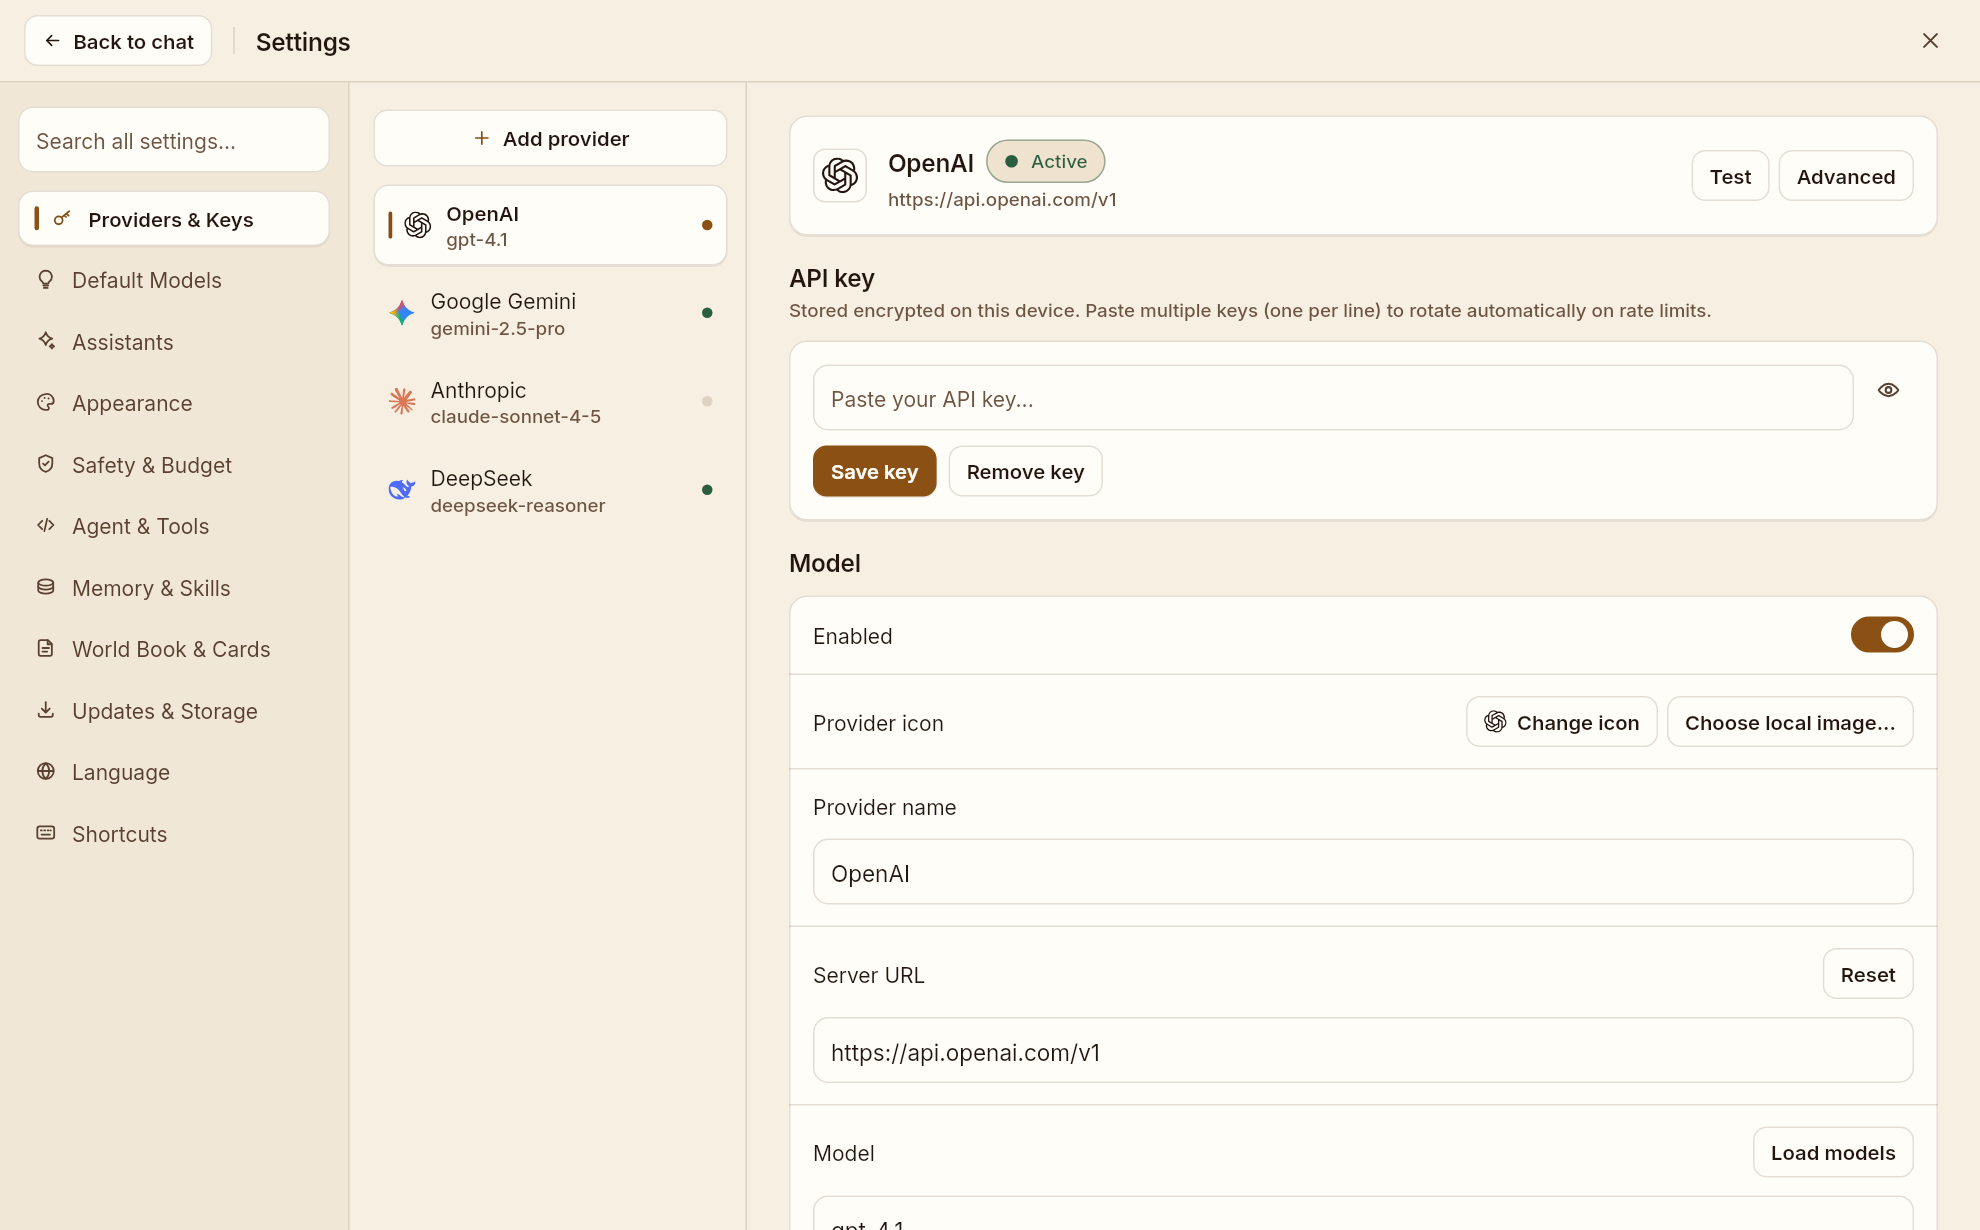 Back to chat
Settings
Search all settings...
Providers & Keys
Default Models
Assistants
Appearance
Safety & Budget
Agent & Tools
Memory & Skills
World Book & Cards
Updates & Storage
Language
Shortcuts
Add provider
OpenAI
gpt-4.1
Google Gemini
gemini-2.5-pro
Anthropic
claude-sonnet-4-5
DeepSeek
deepseek-reasoner
OpenAI
Active
https://api.openai.com/v1
Test
Advanced
API key
Stored encrypted on this device. Paste multiple keys (one per line) to rotate automatically on rate limits.
Paste your API key...
Save key
Remove key
Model
Enabled
Provider icon
Change icon
Choose local image...
Provider name
OpenAI
Server URL
Reset
https://api.openai.com/v1
Model
Load models
gpt-4.1